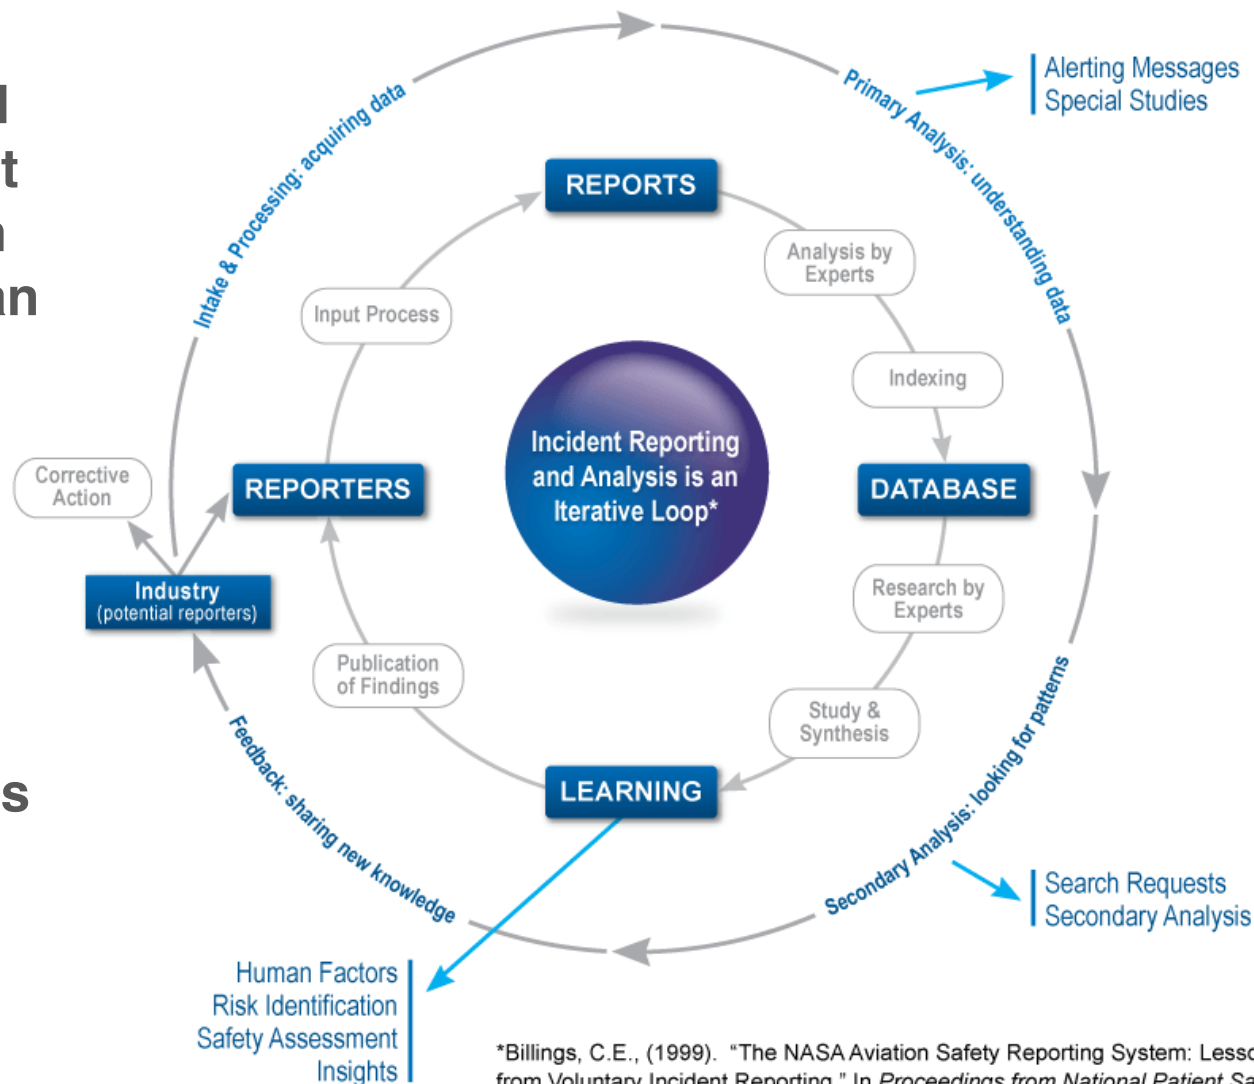 Alerting Messages
Special Studies
Primary Analysis: understanding data
Intake & Processing: acquiring data
REPORTS
Analysis by
Experts
Input Process
Indexing
Incident Reporting
and Analysis is an
Iterative Loop*
Corrective
Action
REPORTERS
DATABASE
Industry
(potential reporters)
Research by
Experts
Publication
of Findings
Study &
Synthesis
LEARNING
Feedback: sharing new knowledge
Secondary Analysis: looking for patterns
Search Requests
Secondary Analysis
Human Factors
Risk Identification
Safety Assessment
Insights
*Billings, C.E., (1999). "The NASA Aviation Safety Reporting System:
from Voluntary Incident Reporting." In Proceedings from National Patient